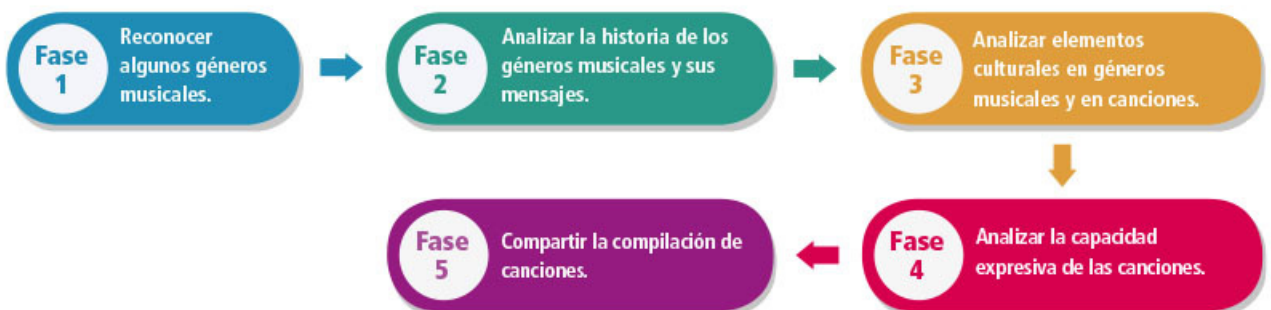 Fase
1
Reconocer
algunos géneros
musicales.
Fase
2
Analizar la historia de los
géneros musicales y sus
mensajes.
Fase
3
Analizar elementos
culturales en géneros
musicales y en canciones.
Fase
4
Analizar la capacidad
expresiva de las canciones.
Fase
5
Compartir la compilación de
canciones.